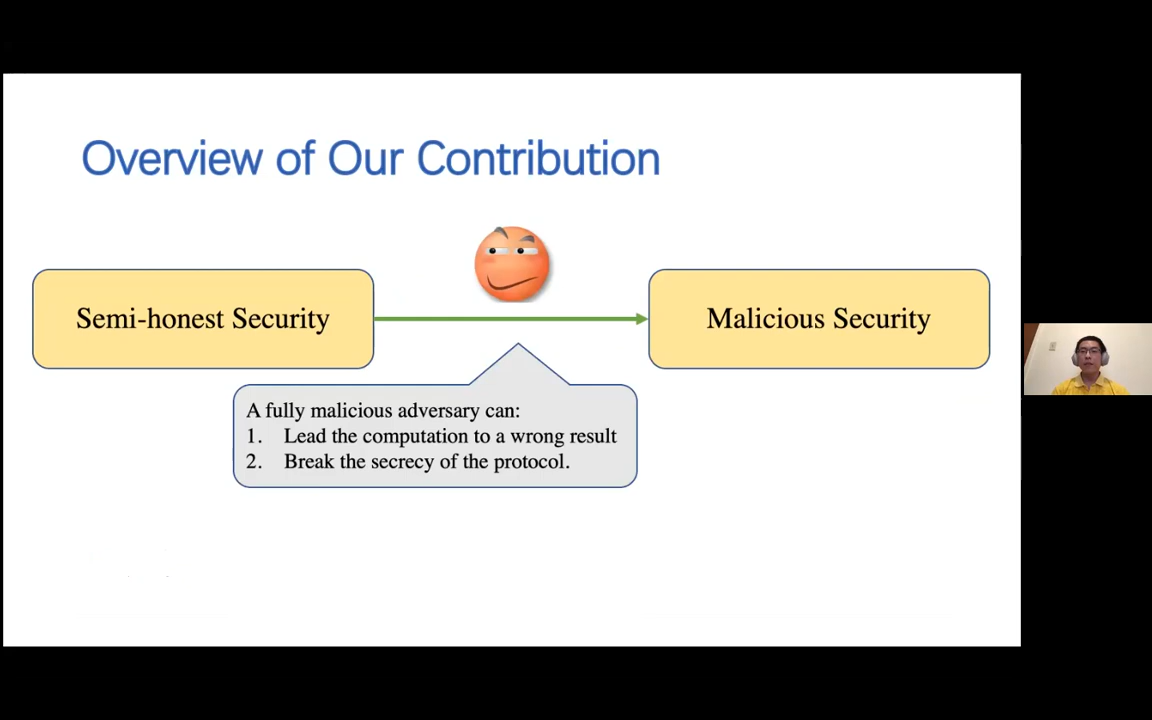 Overview of Our Contribution
Semi-honest Security
Malicious Security
A fully malicious adversary can:
1. Lead the computation to a wrong result
2. Break the secrecy of the protocol.